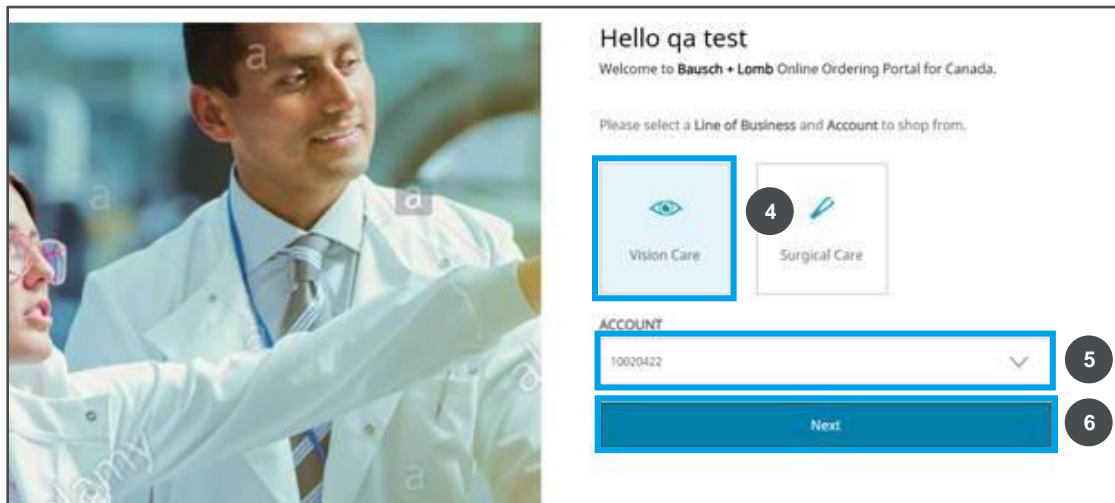 Hello qa test
Welcome to Bausch + Lomb Online Ordering Portal for Canada.
Please select a Line of Business and Account to shop from.
4
Vision Care
Surgical Care
ACCOUNT
10020422
5
Next
6
a
a
a
a
a
alamy